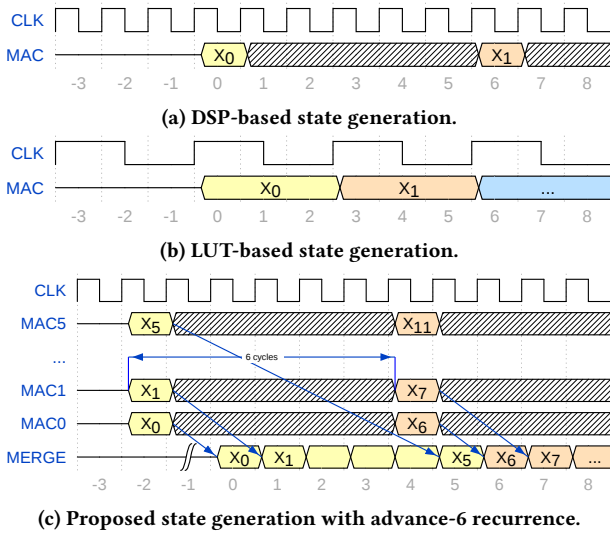 CLK
MAC X0 X1
-3 -2 -1 0 1 2 3 4 5 6 7 8
(a) DSP-based state generation.
CLK
MAC X0 X1 ...
-3 -2 -1 0 1 2 3 4 5 6 7 8
(b) LUT-based state generation.
CLK
MAC5 X5 X11
... 6 cycles
MAC1 X1 X7
MAC0 X0 X6
MERGE X0 X1 X5 X6 X7 ...
-3 -2 -1 0 1 2 3 4 5 6 7 8
(c) Proposed state generation with advance-6 recurrence.